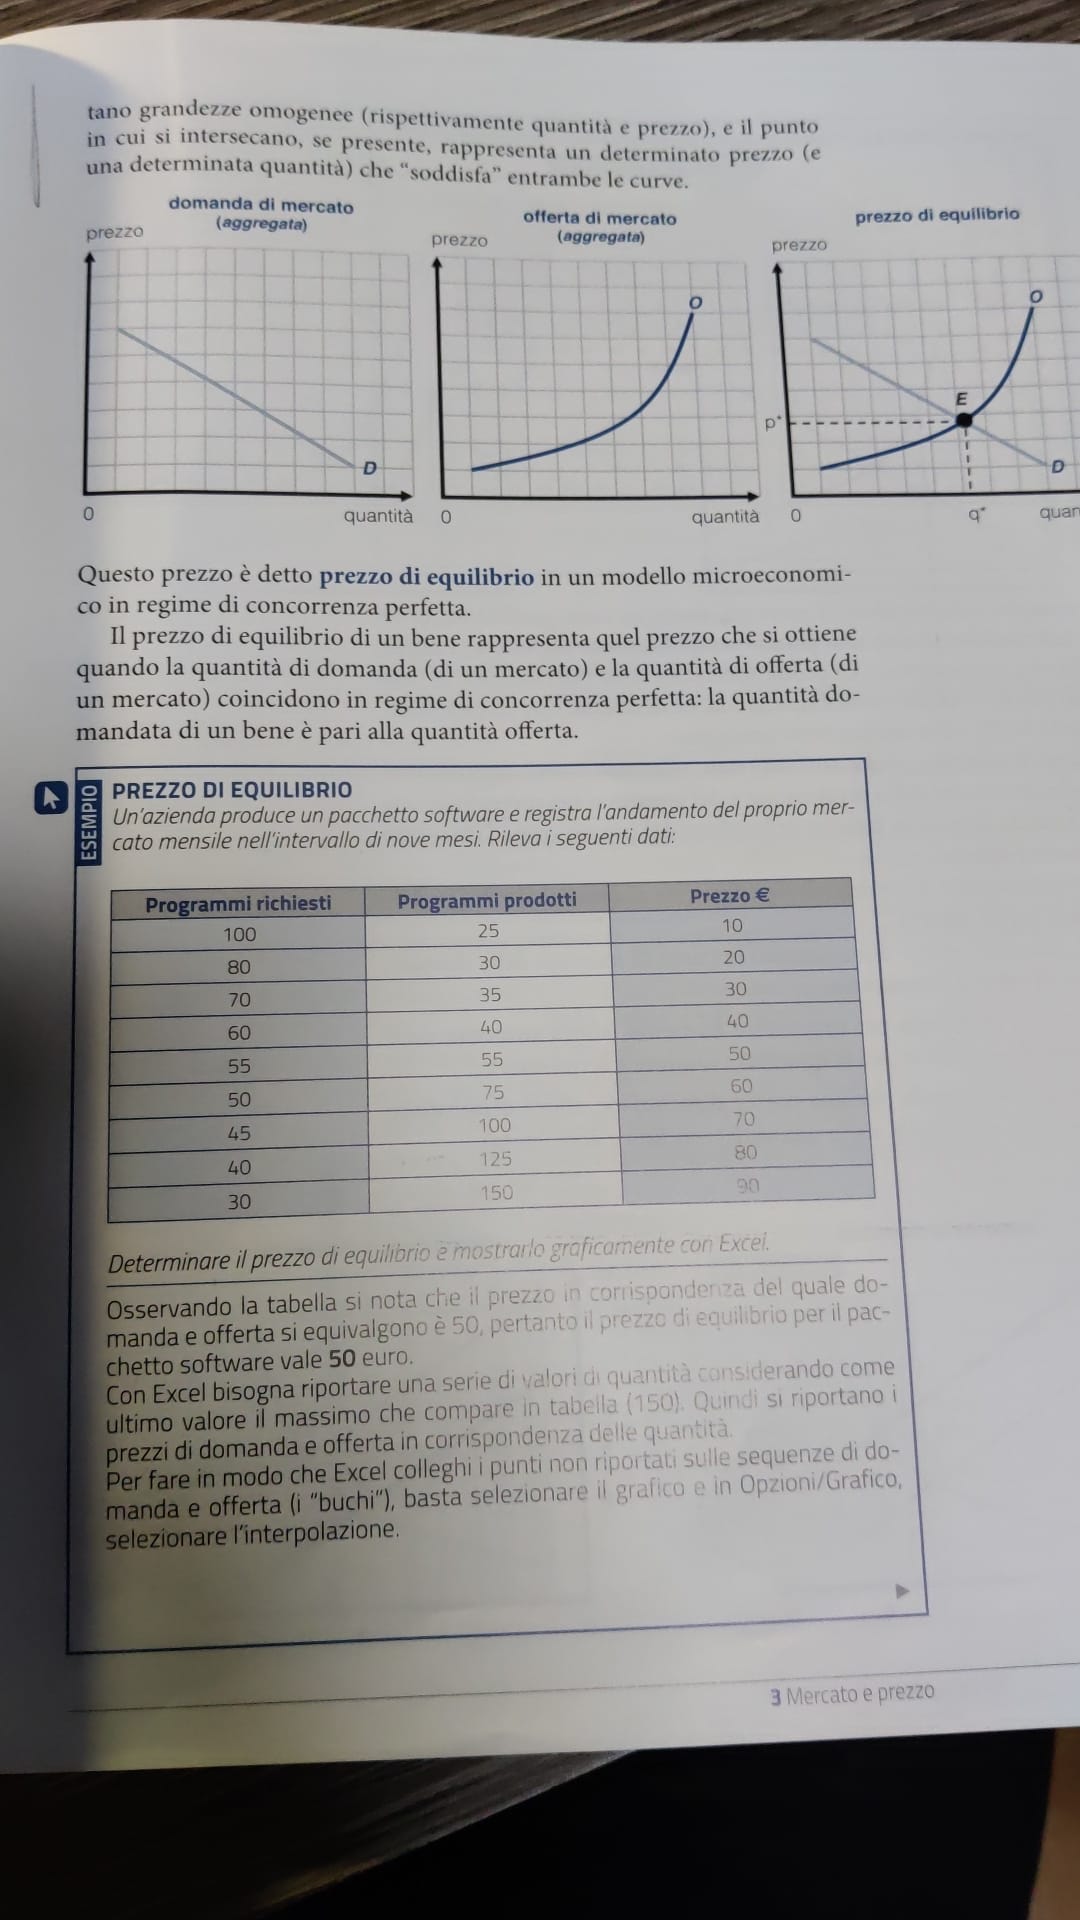 tano grandezze omogenee (rispettivamente quantità e prezzo), e il punto
in cui si intersecano, se presente, rappresenta un determinato prezzo (e
una determinata quantità) che “soddisfa” entrambe le curve.
domanda di mercato
(aggregata)
prezzo
D
0
quantità
offerta di mercato
(aggregata)
prezzo
O
0
quantità
prezzo di equilibrio
prezzo
O
E
p*
D
0
q*
quan
Questo prezzo è detto prezzo di equilibrio in un modello microeconomi-
co in regime di concorrenza perfetta.
Il prezzo di equilibrio di un bene rappresenta quel prezzo che si ottiene
quando la quantità di domanda (di un mercato) e la quantità di offerta (di
un mercato) coincidono in regime di concorrenza perfetta: la quantità do-
mandata di un bene è pari alla quantità offerta.
ESEMPIO
PREZZO DI EQUILIBRIO
Un’azienda produce un pacchetto software e registra l’andamento del proprio mer-
cato mensile nell’intervallo di nove mesi. Rileva i seguenti dati:
Programmi richiesti Programmi prodotti Prezzo €
100 25 10
80 30 20
70 35 30
60 40 40
55 55 50
50 75 60
45 100 70
40 125 80
30 150 90
Determinare il prezzo di equilibrio e mostrarlo graficamente con Excel.
Osservando la tabella si nota che il prezzo in corrispondenza del quale do-
manda e offerta si equivalgono è 50, pertanto il prezzo di equilibrio per il pac-
chetto software vale 50 euro.
Con Excel bisogna riportare una serie di valori di quantità considerando come
ultimo valore il massimo che compare in tabella (150). Quindi si riportano i
prezzi di domanda e offerta in corrispondenza delle quantità.
Per fare in modo che Excel colleghi i punti non riportati sulle sequenze di do-
manda e offerta (i “buchi”), basta selezionare il grafico e in Opzioni/Grafico,
selezionare l’interpolazione.
3 Mercato e prezzo